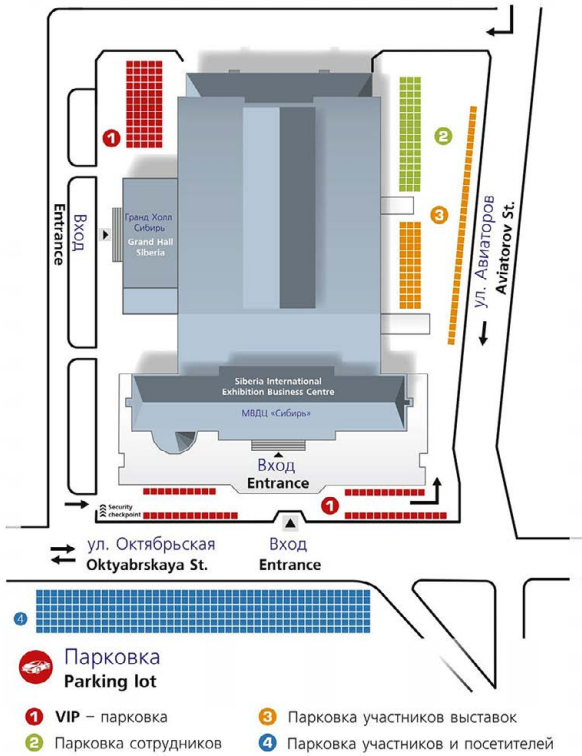 1
2
3
Вход
Entrance
Гранд Холл
Сибирь
Grand Hall
Siberia
ул. Авиаторов
Aviatorov St.
Siberia International
Exhibition Business Centre
МВДЦ «Сибирь»
Вход
Entrance
1
Security
checkpoint
ул. Октябрьская
Oktyabrskaya St.
Вход
Entrance
4
Парковка
Parking lot
1 VIP – парковка
3 Парковка участников выставок
2 Парковка сотрудников
4 Парковка участников и посетителей